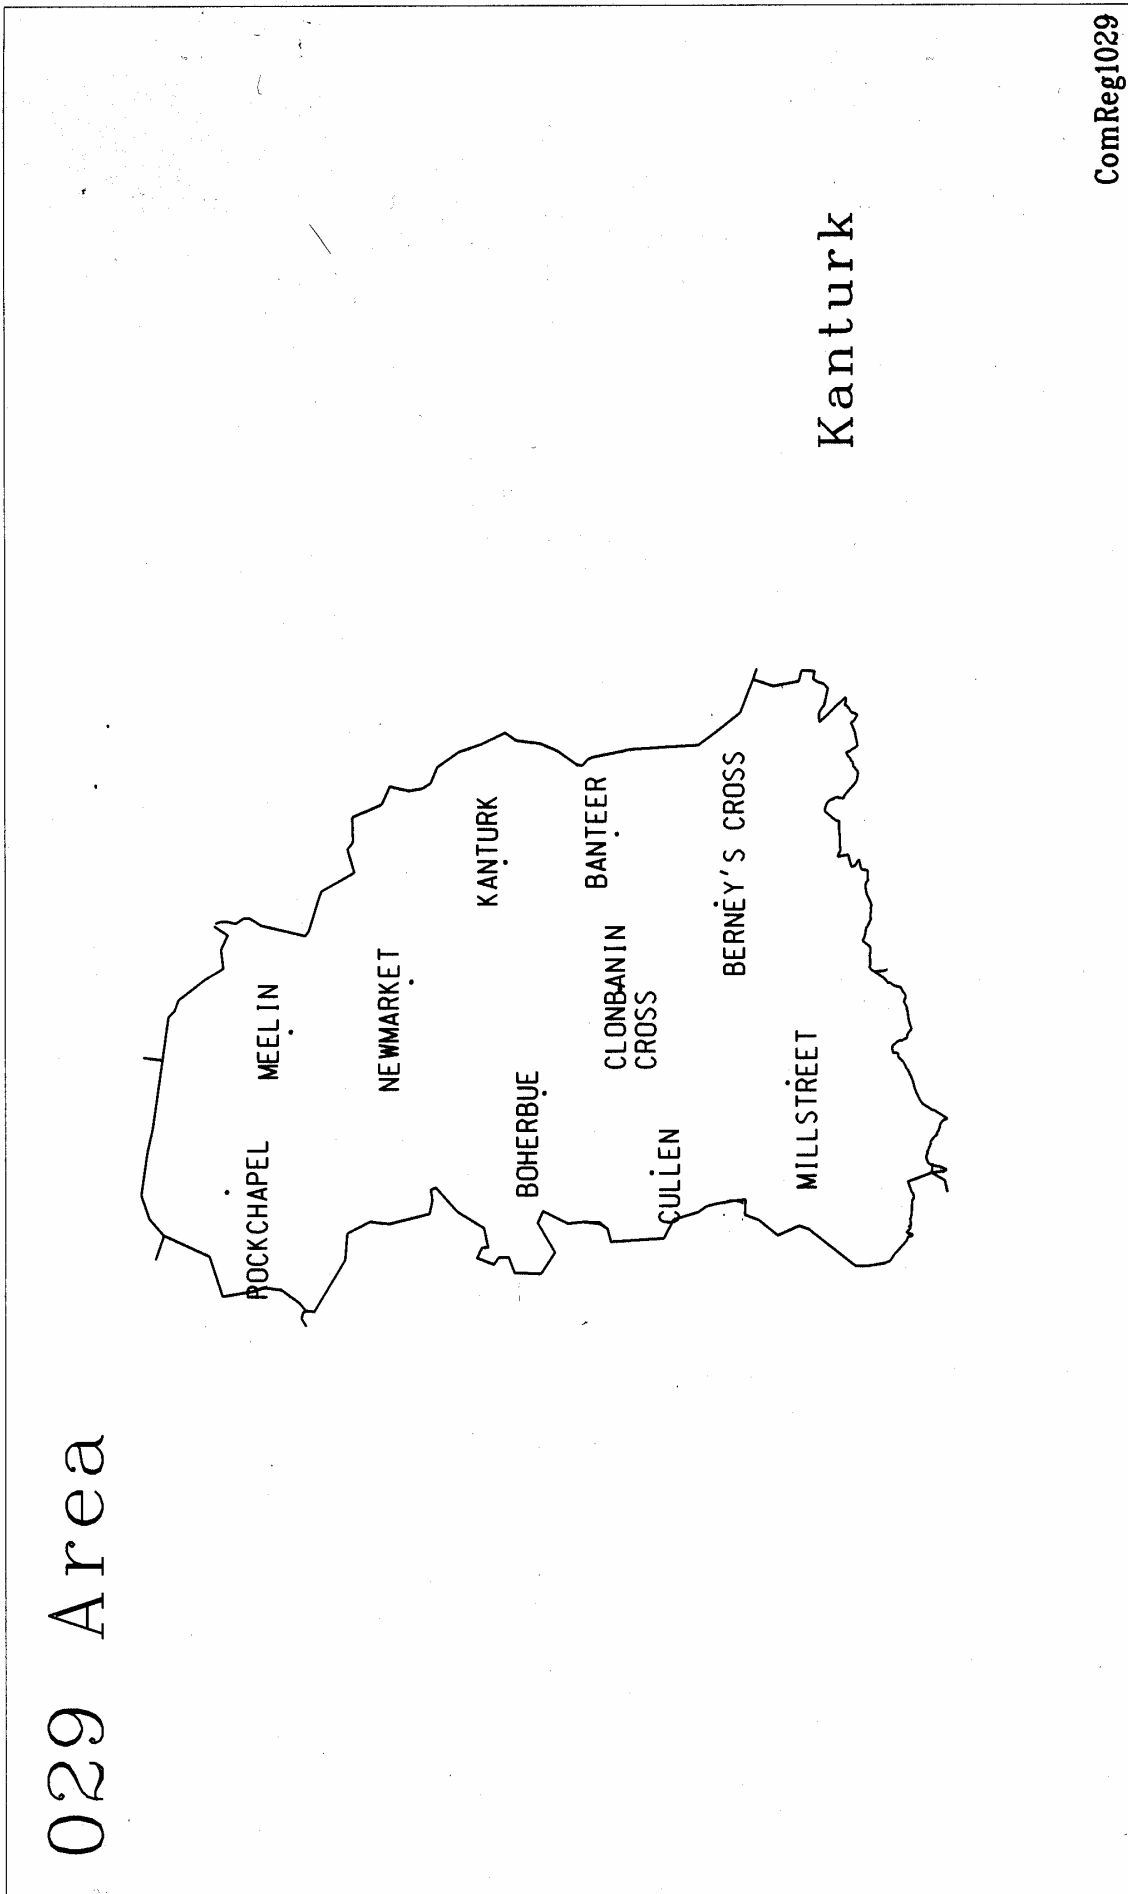 029 Area
ROCKCHAPEL
MEELIN
NEWMARKET
KANTURK
BOHERBUE
BANTEER
CLONBANIN
CROSS
CULLEN
BERNEY'S CROSS
MILLSTREET
Kanturk
ComReg1029